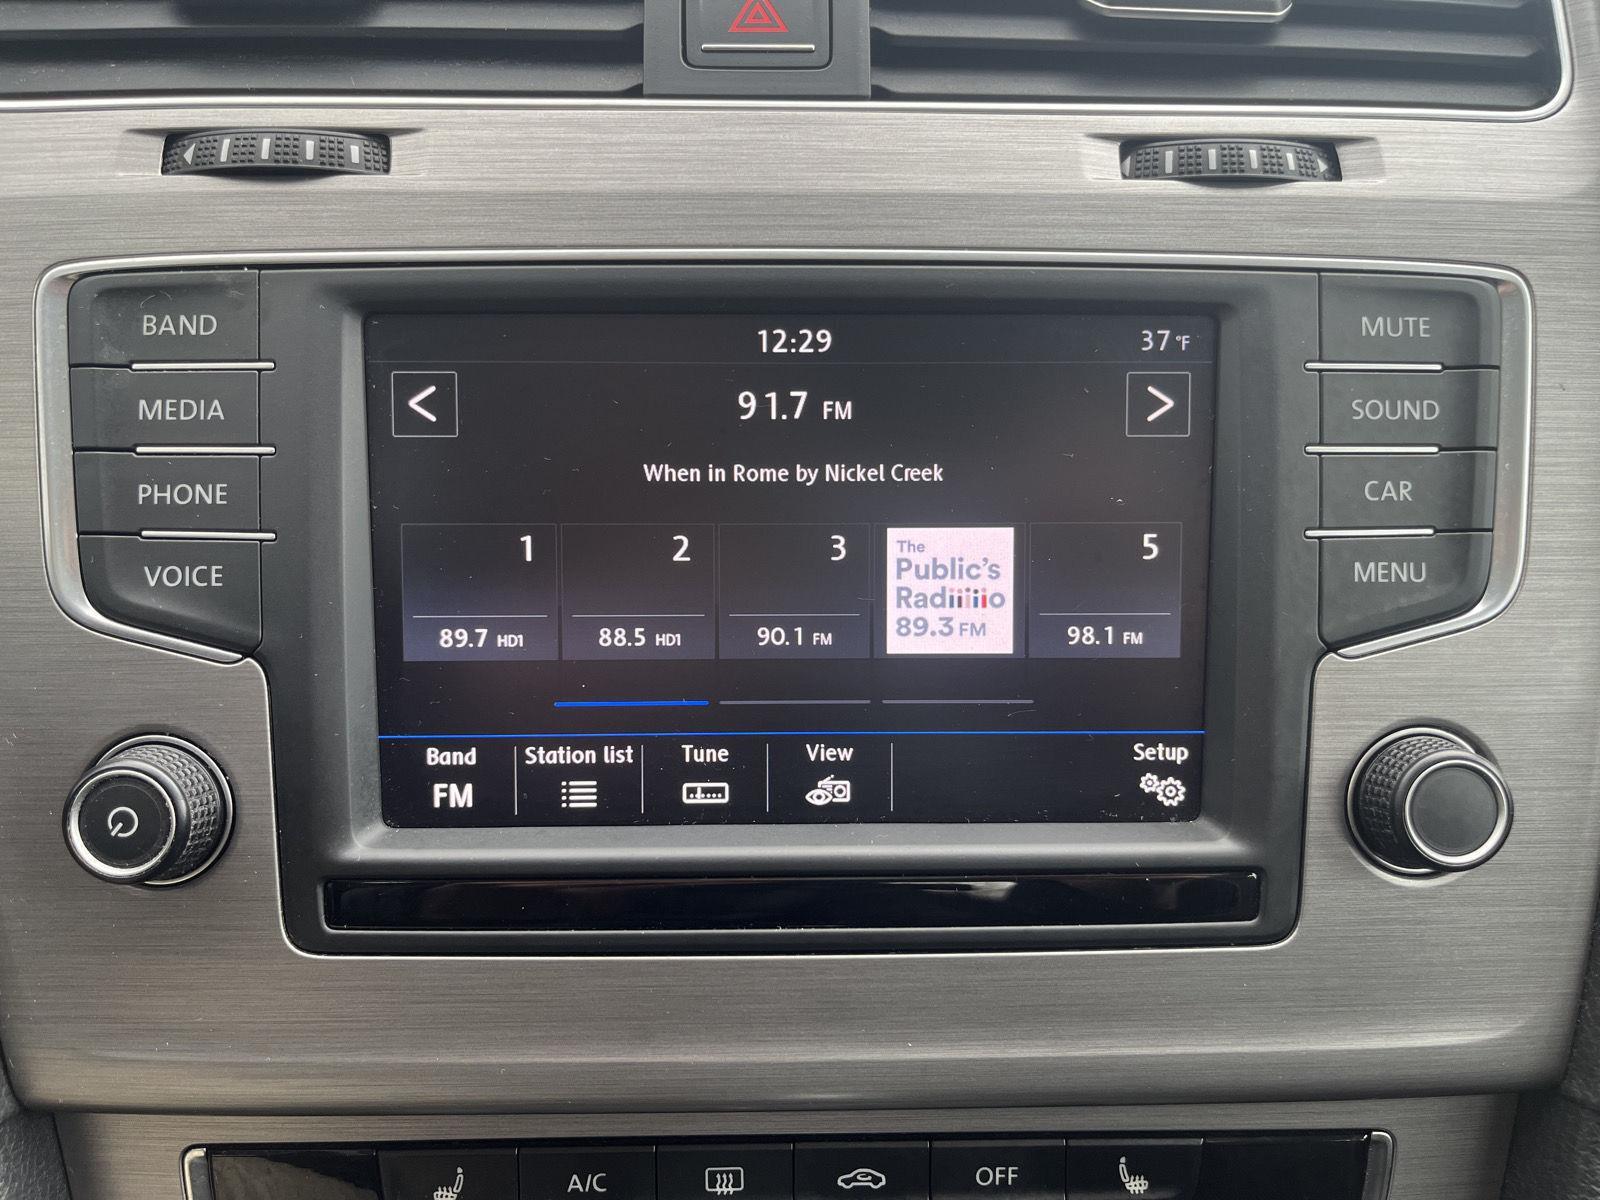 BAND
MEDIA
PHONE
VOICE
12:29
37 °F
<
91.7 FM
>
When in Rome by Nickel Creek
1
89.7 HD1
2
88.5 HD1
3
90.1 FM
The
Public's
Radiiiiiio
89.3 FM
5
98.1 FM
Band
FM
Station list
Tune
View
Setup
MUTE
SOUND
CAR
MENU
A/C
OFF